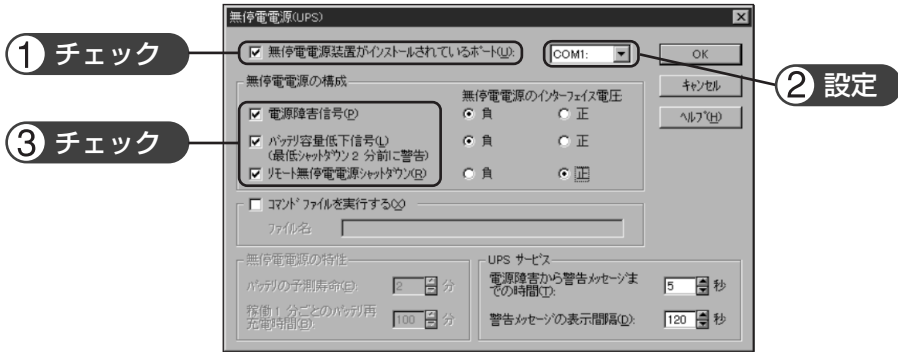 無停電電源(UPS)
① チェック
無停電電源装置がインストールされているポート(U):
COM1:
OK
② 設定
キャンセル
ヘルプ(H)
無停電電源の構成
無停電電源のインターフェイス電圧
③ チェック
電源障害信号(P)
負
正
バッテリ容量低下信号(L)
(最低シャットダウン 2 分前に警告)
負
正
リモート無停電電源シャットダウン(R)
負
正
コマンド ファイルを実行する(X)
ファイル名:
無停電電源の特性
バッテリの予測寿命(E):
2
分
稼働 1 分ごとのバッテリ再
充電時間(B):
100
分
UPS サービス
電源障害から警告メッセージま
での時間(T):
5
秒
警告メッセージの表示間隔(D):
120
秒